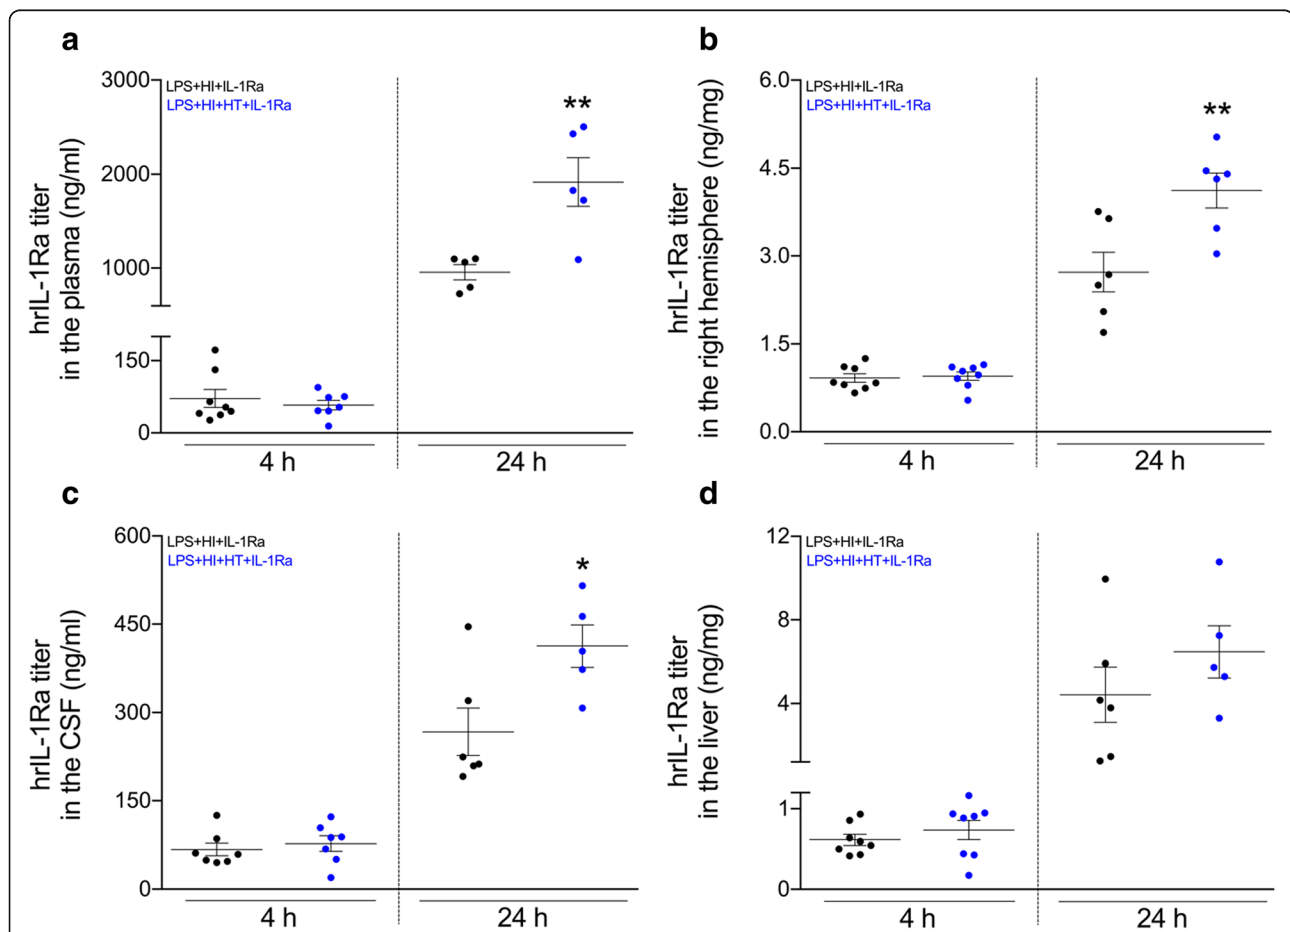 a
hrIL-1Ra titer
in the plasma (ng/ml)
3000
2000
1000
150
0
LPS+HI+IL-1Ra
LPS+HI+HT+IL-1Ra
**
4 h
24 h
b
hrIL-1Ra titer
in the right hemisphere (ng/mg)
6.0
4.5
3.0
1.5
0.0
LPS+HI+IL-1Ra
LPS+HI+HT+IL-1Ra
**
4 h
24 h
c
hrIL-1Ra titer
in the CSF (ng/ml)
600
450
300
150
0
LPS+HI+IL-1Ra
LPS+HI+HT+IL-1Ra
*
4 h
24 h
d
hrIL-1Ra titer
in the liver (ng/mg)
12
8
4
1
0
LPS+HI+IL-1Ra
LPS+HI+HT+IL-1Ra
4 h
24 h